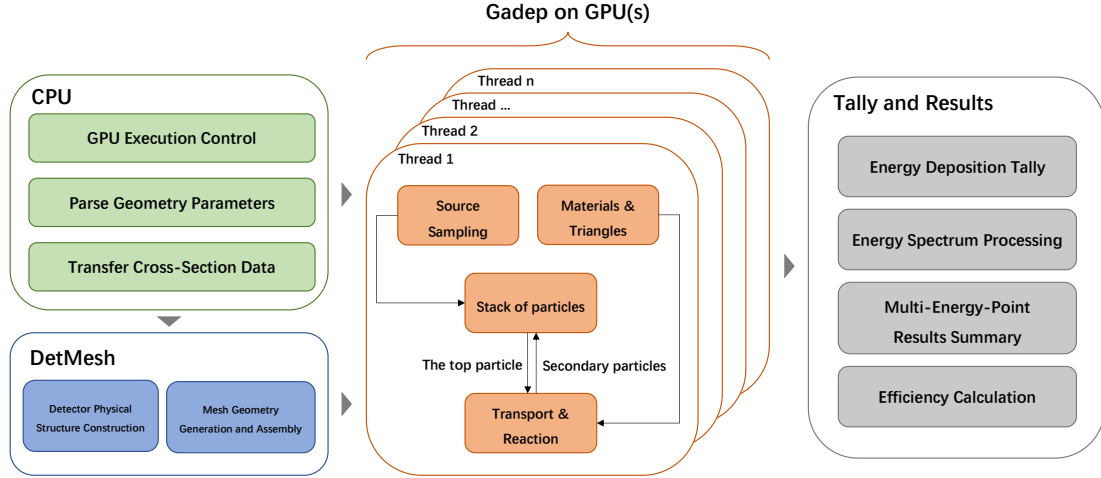 Gadep on GPU(s)
CPU
GPU Execution Control
Parse Geometry Parameters
Transfer Cross-Section Data
DetMesh
Detector Physical
Structure Construction
Mesh Geometry
Generation and Assembly
Thread n
Thread ...
Thread 2
Thread 1
Source
Sampling
Materials &
Triangles
Stack of particles
The top particle
Secondary particles
Transport &
Reaction
Tally and Results
Energy Deposition Tally
Energy Spectrum Processing
Multi-Energy-Point
Results Summary
Efficiency Calculation